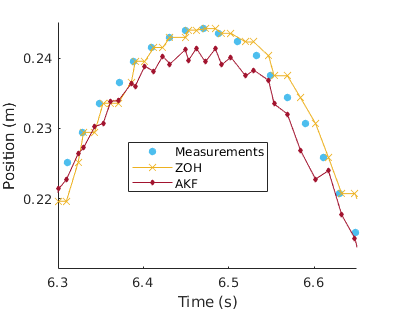 0.24
0.23
0.22
Position (m)
Measurements
ZOH
AKF
6.3 6.4 6.5 6.6
Time (s)